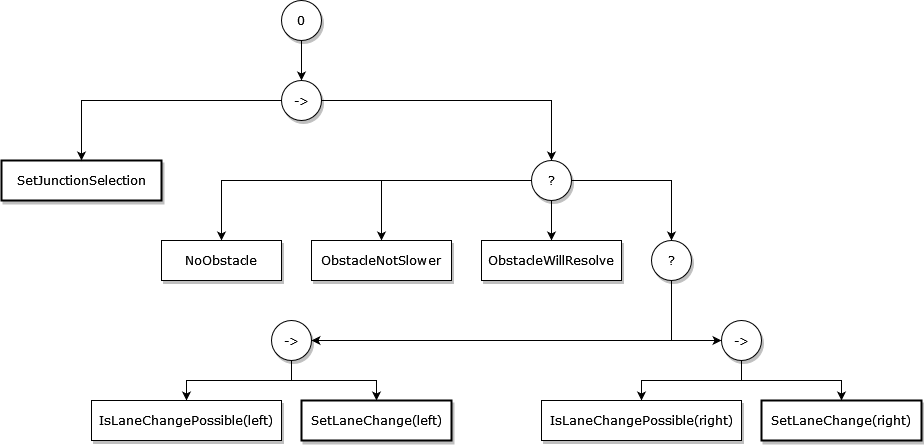 0
->
SetJunctionSelection
?
NoObstacle
ObstacleNotSlower
ObstacleWillResolve
?
->
->
IsLaneChangePossible(left)
SetLaneChange(left)
IsLaneChangePossible(right)
SetLaneChange(right)